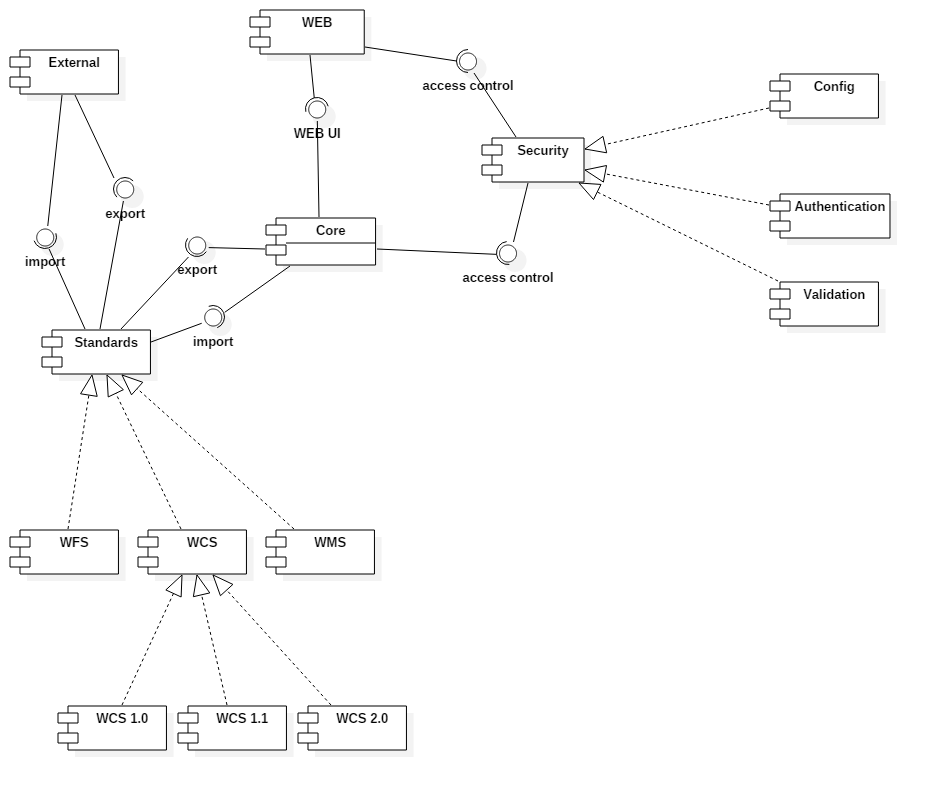 WEB
External
access control
Config
WEB UI
Security
export
Authentication
Core
import
export
access control
Validation
import
Standards
WFS
WCS
WMS
WCS 1.0
WCS 1.1
WCS 2.0